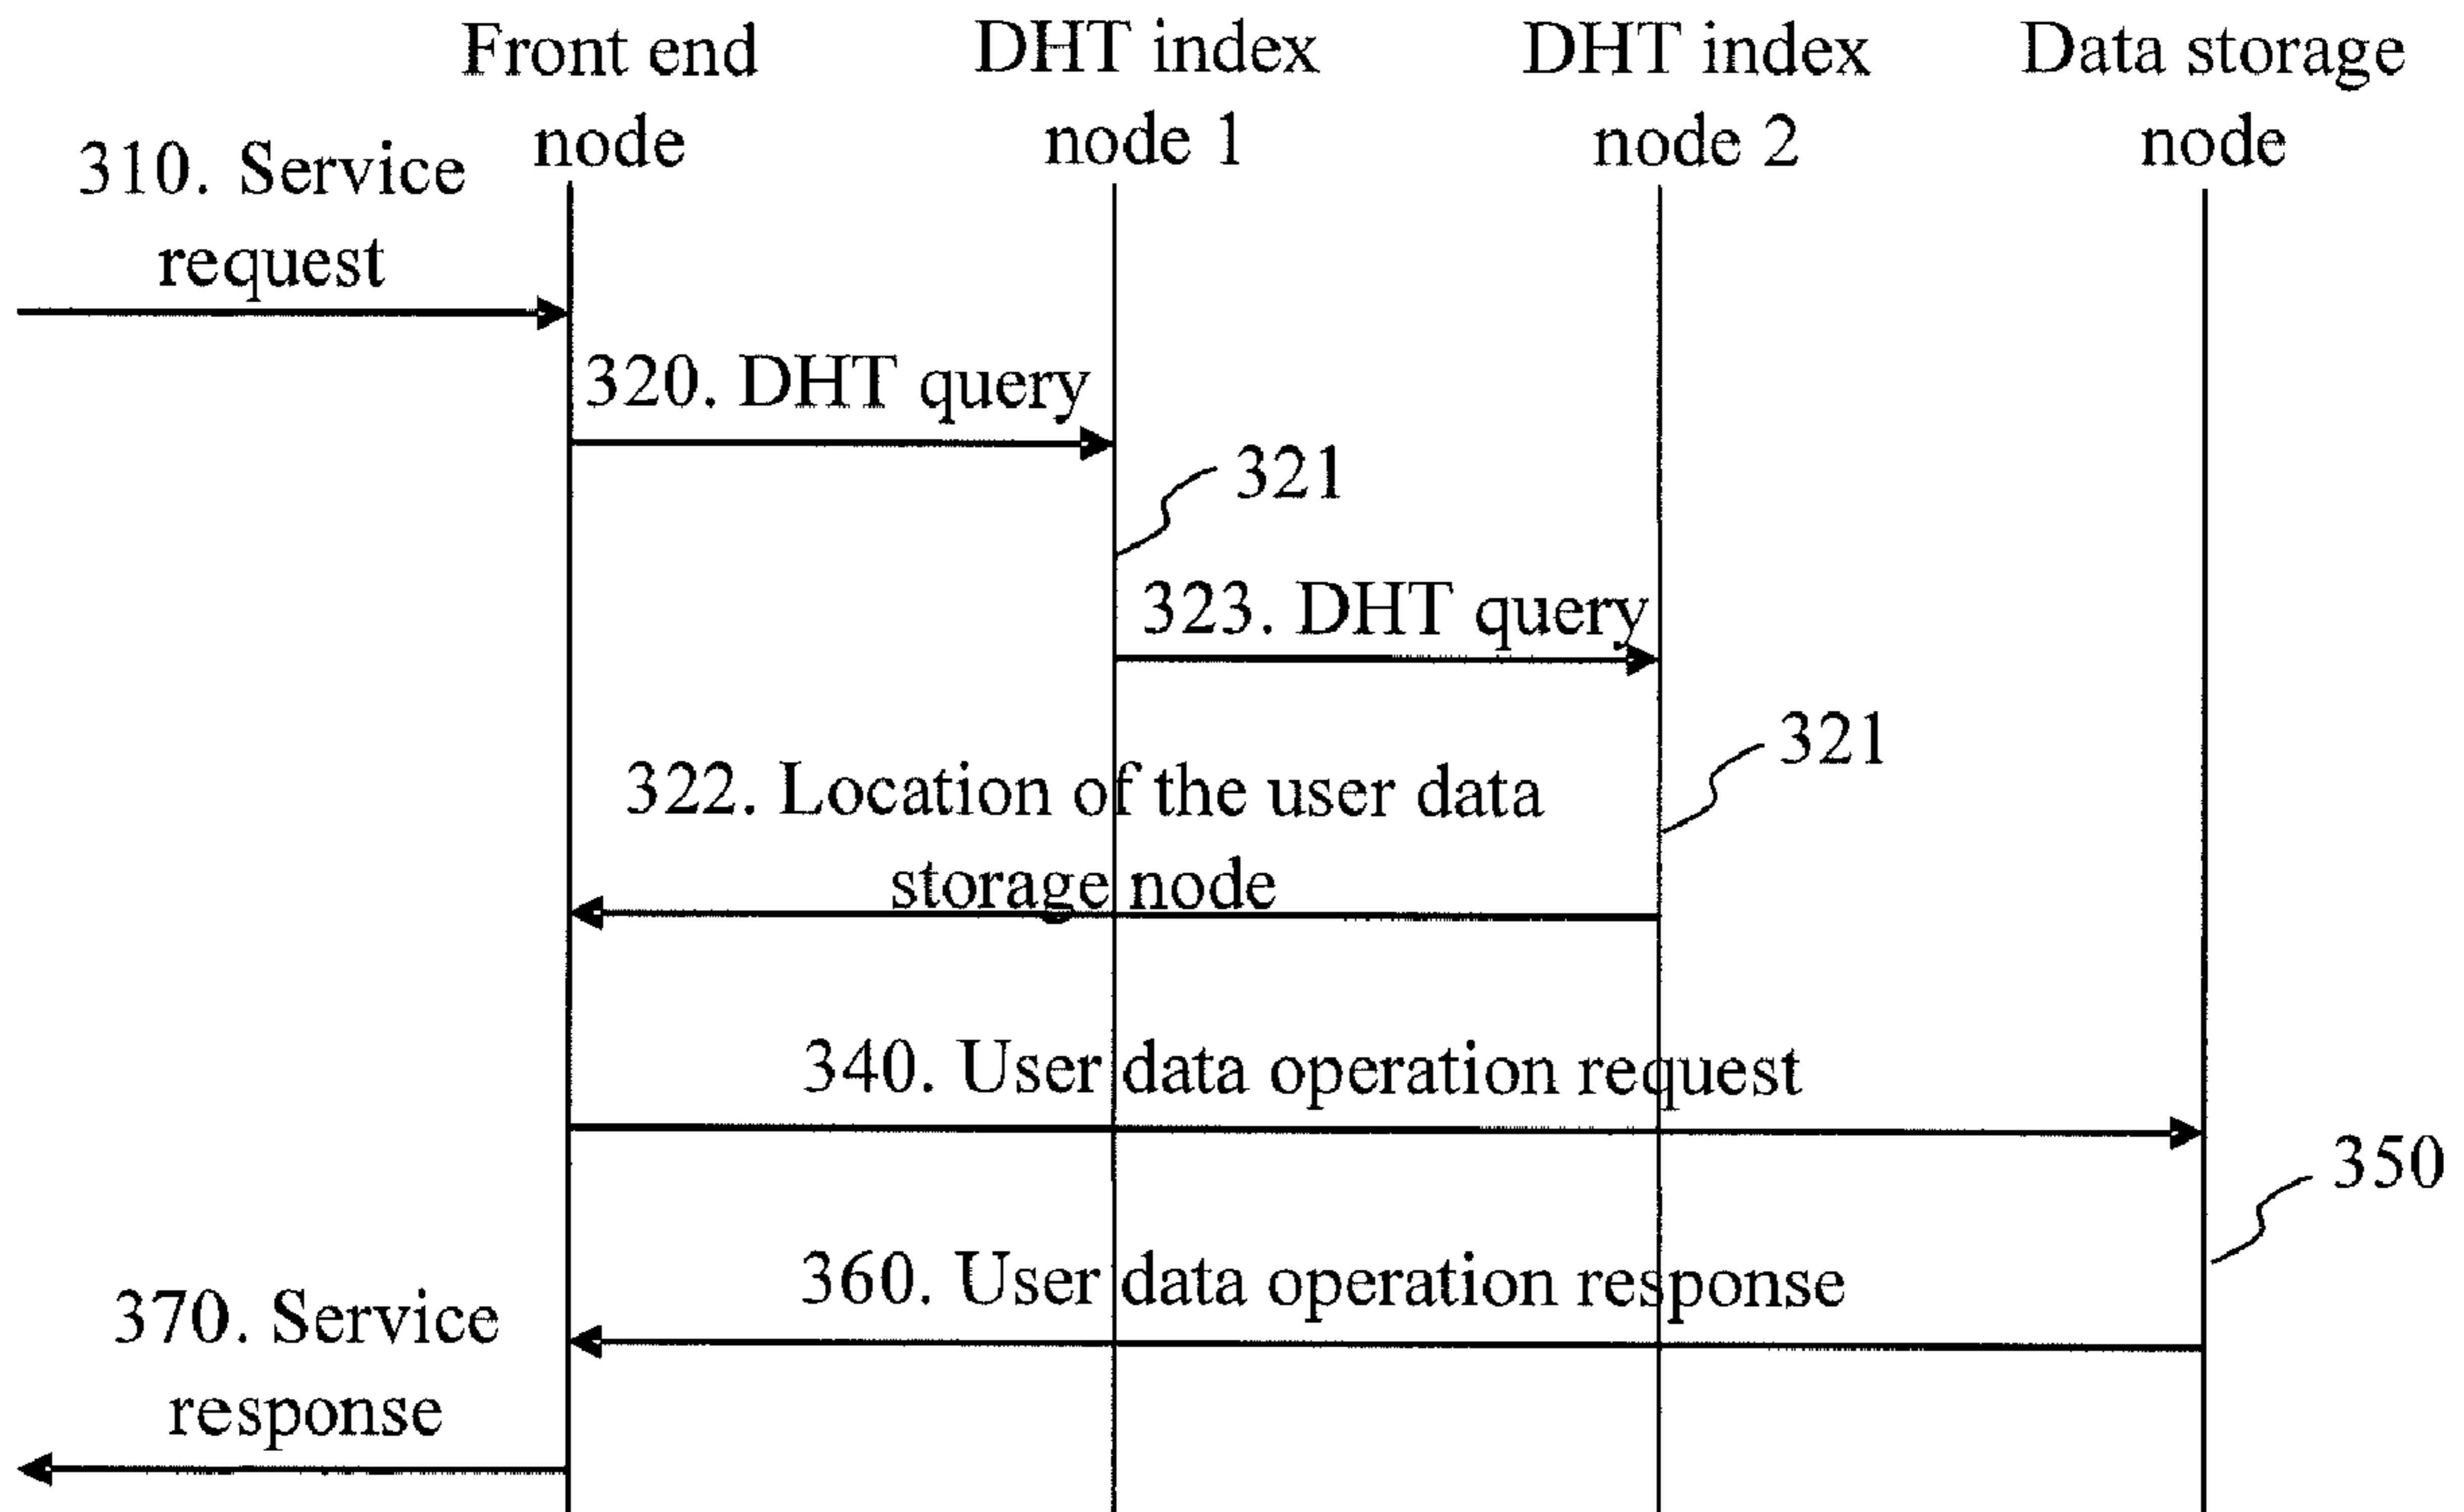 Front end
node
DHT index
node 1
DHT index
node 2
Data storage
node
310. Service
request
320. DHT query
321
323. DHT query
321
322. Location of the user data
storage node
340. User data operation request
350
360. User data operation response
370. Service
response